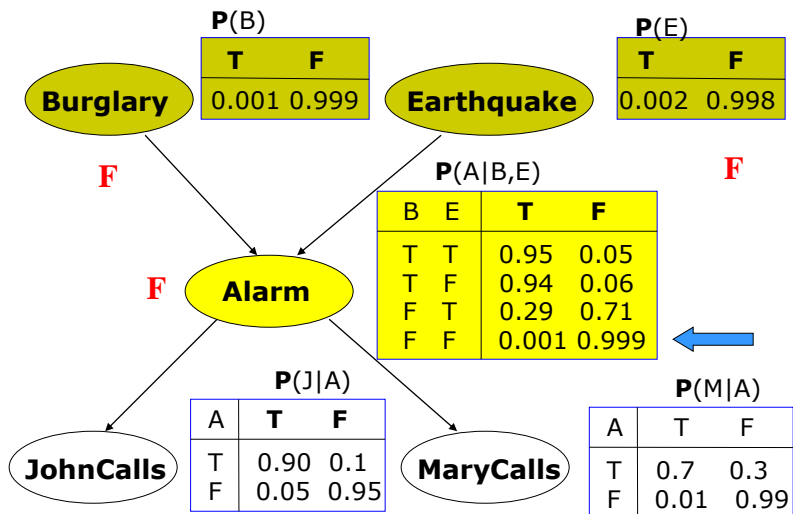 P(B)
T F
0.001 0.999
Burglary
P(E)
T F
0.002 0.998
Earthquake
F
F
P(A|B,E)
B E T F
T T 0.95 0.05
T F 0.94 0.06
F T 0.29 0.71
F F 0.001 0.999
F
Alarm
P(J|A)
A T F
T 0.90 0.1
F 0.05 0.95
P(M|A)
A T F
T 0.7 0.3
F 0.01 0.99
JohnCalls
MaryCalls